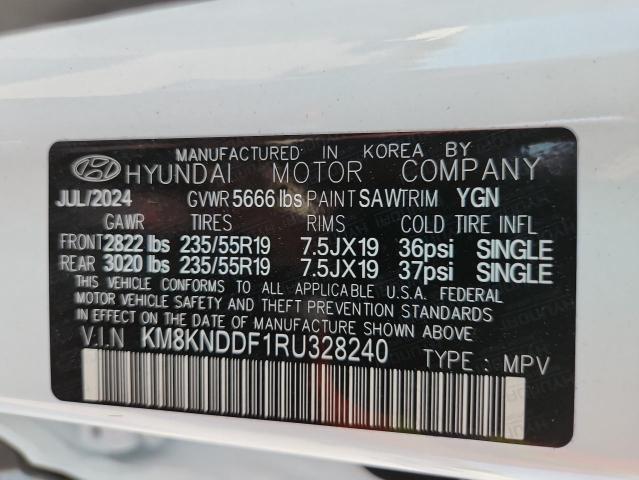 MANUFACTURED IN KOREA BY
HYUNDAI MOTOR COMPANY
JUL/2024 GVWR 5666 lbs PAINT SAW TRIM YGN
GAWR TIRES RIMS COLD TIRE INFL
FRONT 2822 lbs 235/55R19 7.5JX19 36psi SINGLE
REAR 3020 lbs 235/55R19 7.5JX19 37psi SINGLE
THIS VEHICLE CONFORMS TO ALL APPLICABLE U.S.A. FEDERAL
MOTOR VEHICLE SAFETY AND THEFT PREVENTION STANDARDS
IN EFFECT ON THE DATE OF MANUFACTURE SHOWN ABOVE.
V.I.N KM8KNDDF1RU328240 TYPE : MPV